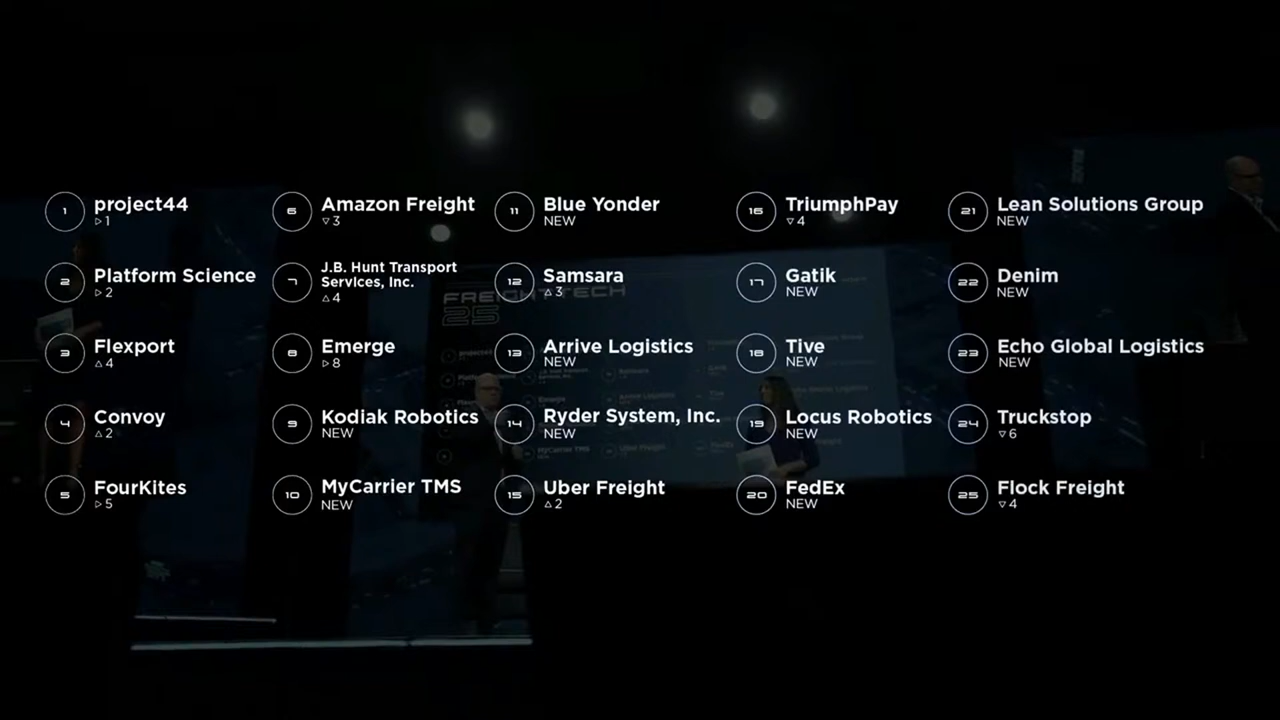 1 project44
▷1
2 Platform Science
▷2
3 Flexport
△4
4 Convoy
△2
5 FourKites
▷5
6 Amazon Freight
▽3
7 J.B. Hunt Transport
Services, Inc.
△4
8 Emerge
▷8
9 Kodiak Robotics
NEW
10 MyCarrier TMS
NEW
11 Blue Yonder
NEW
12 Samsara
△3
13 Arrive Logistics
NEW
14 Ryder System, Inc.
NEW
15 Uber Freight
△2
16 TriumphPay
▽4
17 Gatik
NEW
18 Tive
NEW
19 Locus Robotics
NEW
20 FedEx
NEW
21 Lean Solutions Group
NEW
22 Denim
NEW
23 Echo Global Logistics
NEW
24 Truckstop
▽6
25 Flock Freight
▽4
FREIGHTTECH
25